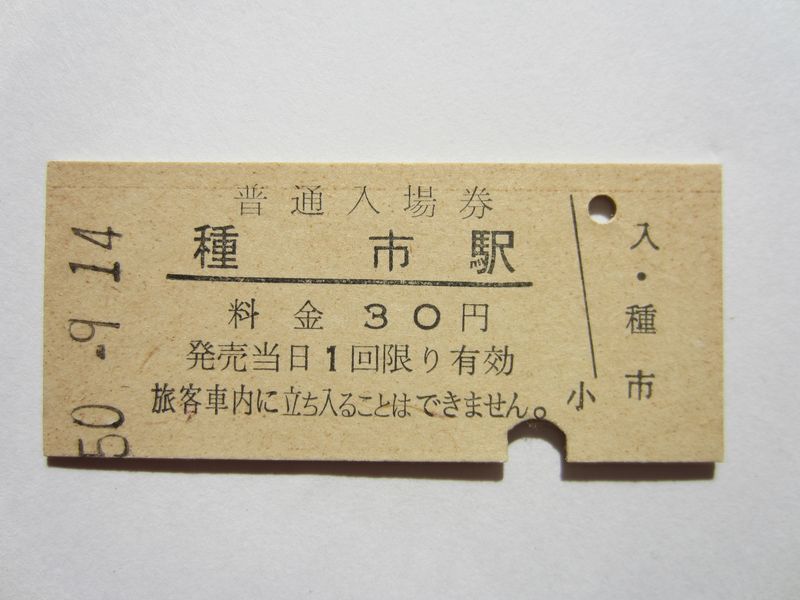 普通入場券
種市駅
料金30円
発売当日1回限り有効
旅客車内に立ち入ることはできません。
小
入・種市
50.-9.14